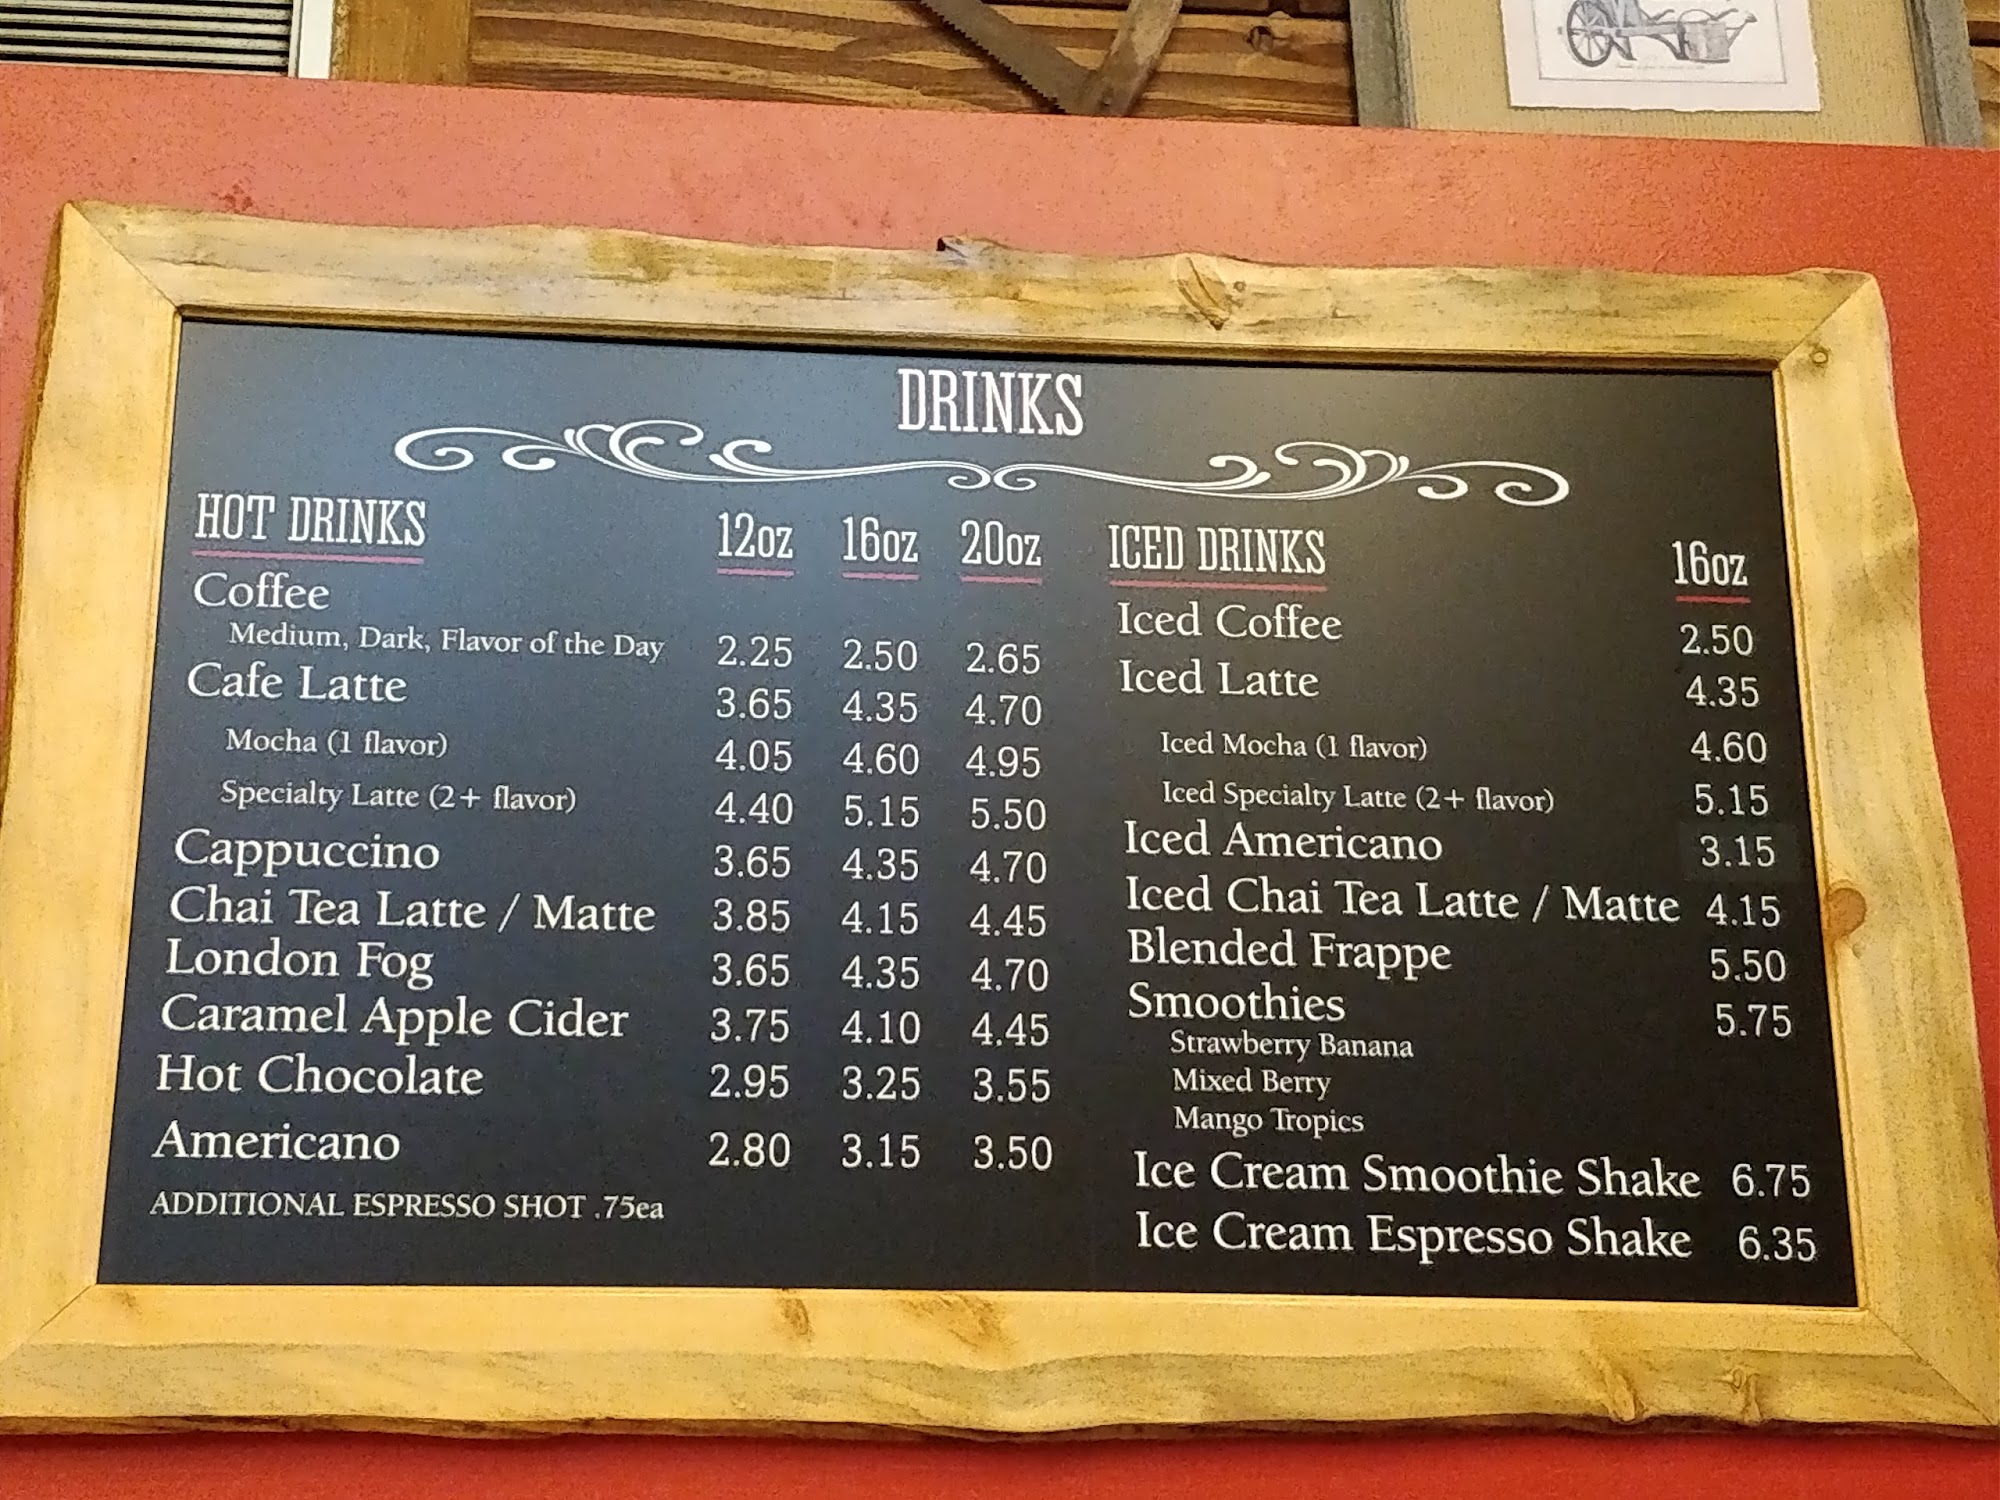 DRINKS
HOT DRINKS 12oz 16oz 20oz
Coffee
Medium, Dark, Flavor of the Day 2.25 2.50 2.65
Cafe Latte 3.65 4.35 4.70
Mocha (1 flavor) 4.05 4.60 4.95
Specialty Latte (2+ flavor) 4.40 5.15 5.50
Cappuccino 3.65 4.35 4.70
Chai Tea Latte / Matte 3.85 4.15 4.45
London Fog 3.65 4.35 4.70
Caramel Apple Cider 3.75 4.10 4.45
Hot Chocolate 2.95 3.25 3.55
Americano 2.80 3.15 3.50
ADDITIONAL ESPRESSO SHOT .75ea
ICED DRINKS 16oz
Iced Coffee 2.50
Iced Latte 4.35
Iced Mocha (1 flavor) 4.60
Iced Specialty Latte (2+ flavor) 5.15
Iced Americano 3.15
Iced Chai Tea Latte / Matte 4.15
Blended Frappe 5.50
Smoothies 5.75
Strawberry Banana
Mixed Berry
Mango Tropics
Ice Cream Smoothie Shake 6.75
Ice Cream Espresso Shake 6.35